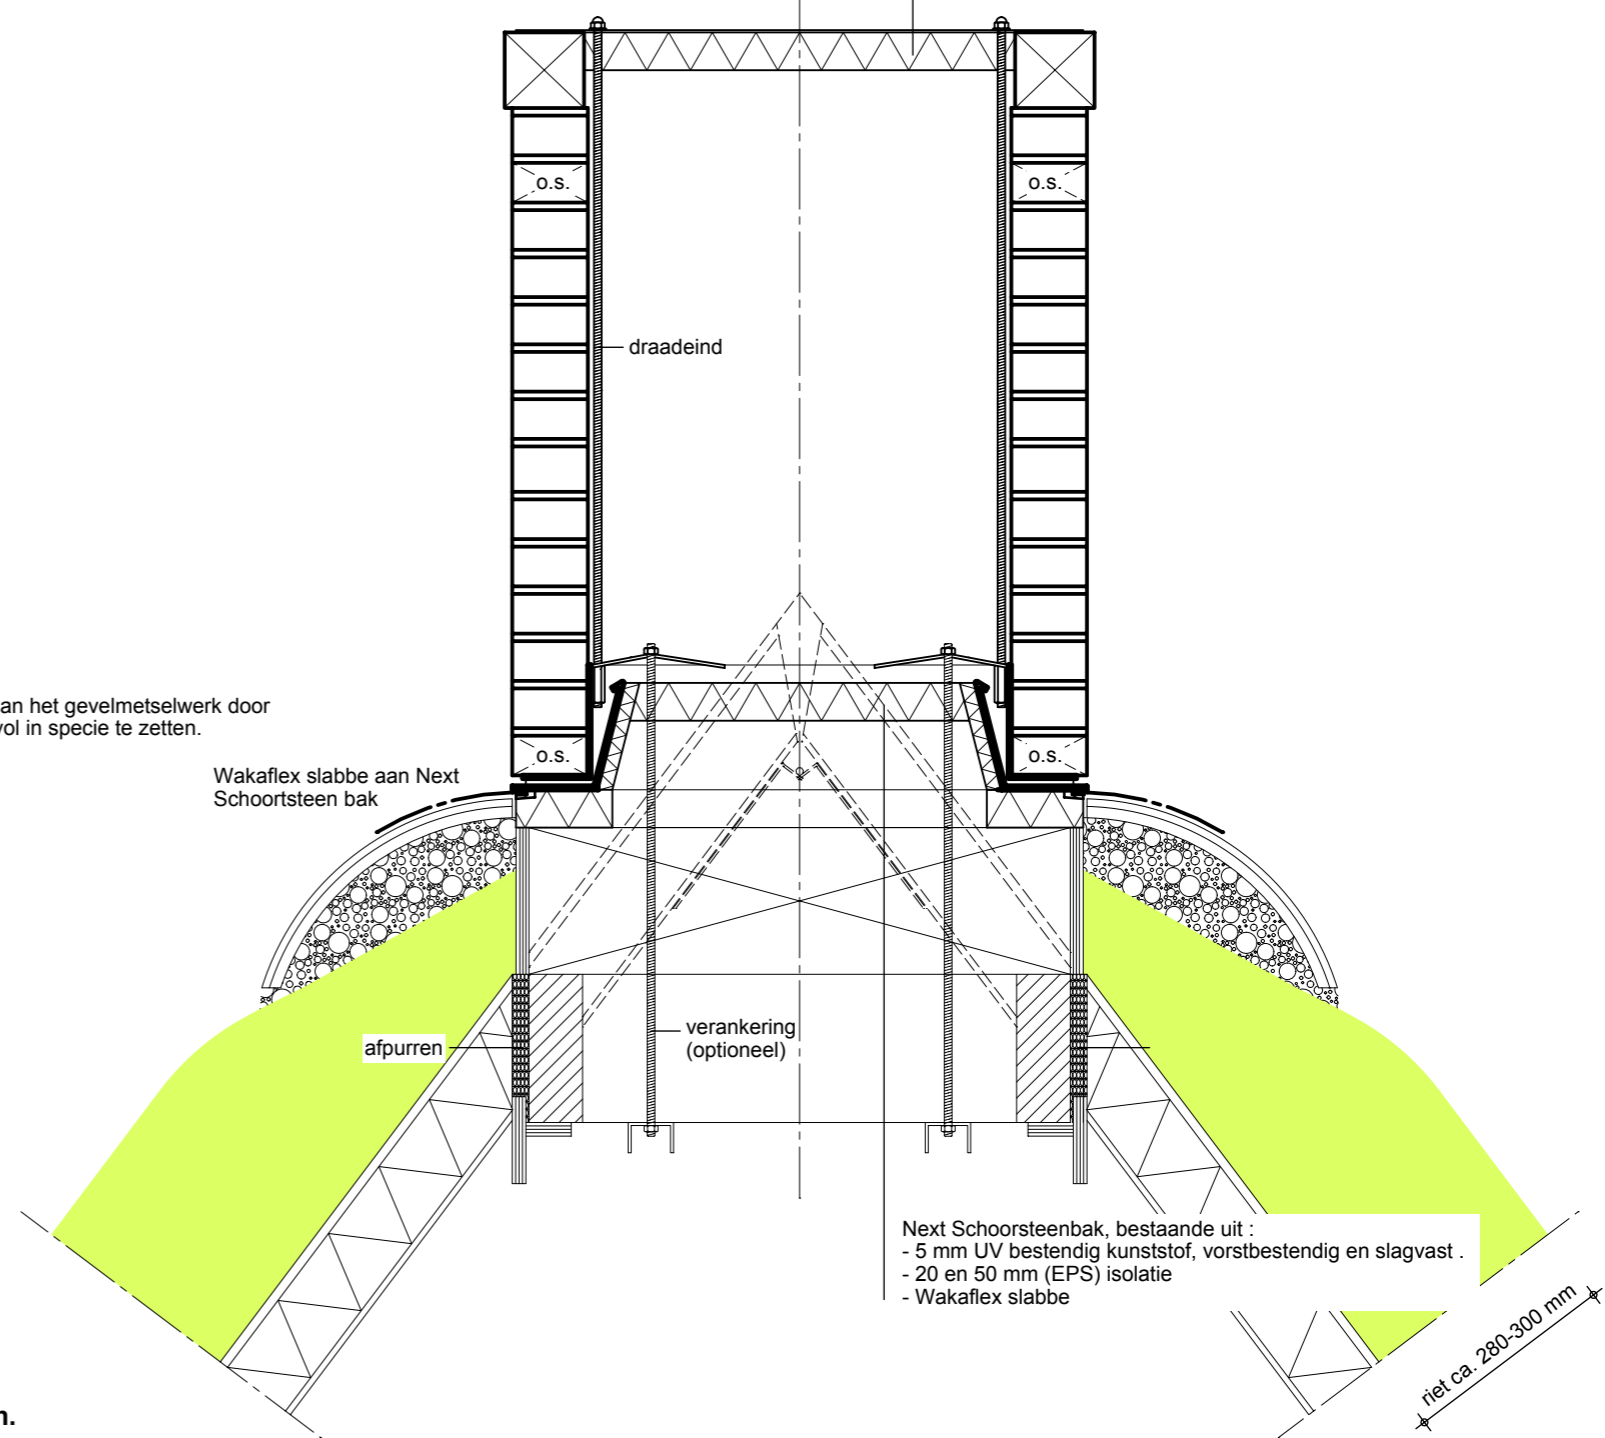 o.s.
o.s.
draadeind
an het gevelmetselwerk door
vol in specie te zetten.
o.s.
o.s.
Wakaflex slabbe aan Next
Schoortsteen bak
verankering
(optioneel)
afpurren
Next Schoorsteenbak, bestaande uit :
- 5 mm UV bestendig kunststof, vorstbestendig en slagvast .
- 20 en 50 mm (EPS) isolatie
- Wakaflex slabbe
riet ca. 280-300 mm
n.